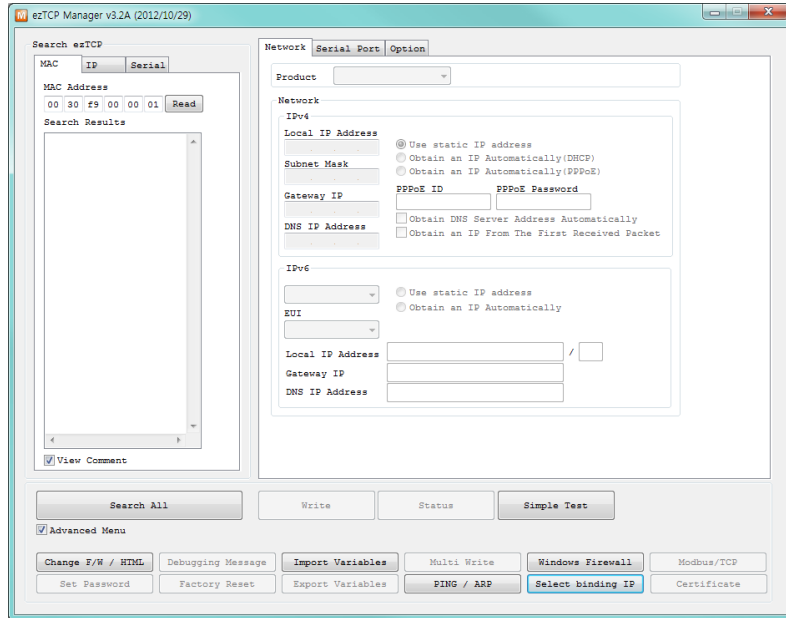 ezTCP Manager v3.2A (2012/10/29)
Search ezTCP
MAC IP Serial
MAC Address
00 30 f9 00 00 01 Read
Search Results
View Comment
Network Serial Port Option
Product
Network
IPv4
Local IP Address
Subnet Mask
Gateway IP
DNS IP Address
Use static IP address
Obtain an IP Automatically(DHCP)
Obtain an IP Automatically(PPPoE)
PPPoE ID PPPoE Password
Obtain DNS Server Address Automatically
Obtain an IP From The First Received Packet
IPv6
EUI
Use static IP address
Obtain an IP Automatically
Local IP Address /
Gateway IP
DNS IP Address
Search All Write Status Simple Test
Advanced Menu
Change F/W / HTML Debugging Message Import Variables Multi Write Windows Firewall Modbus/TCP
Set Password Factory Reset Export Variables PING / ARP Select binding IP Certificate